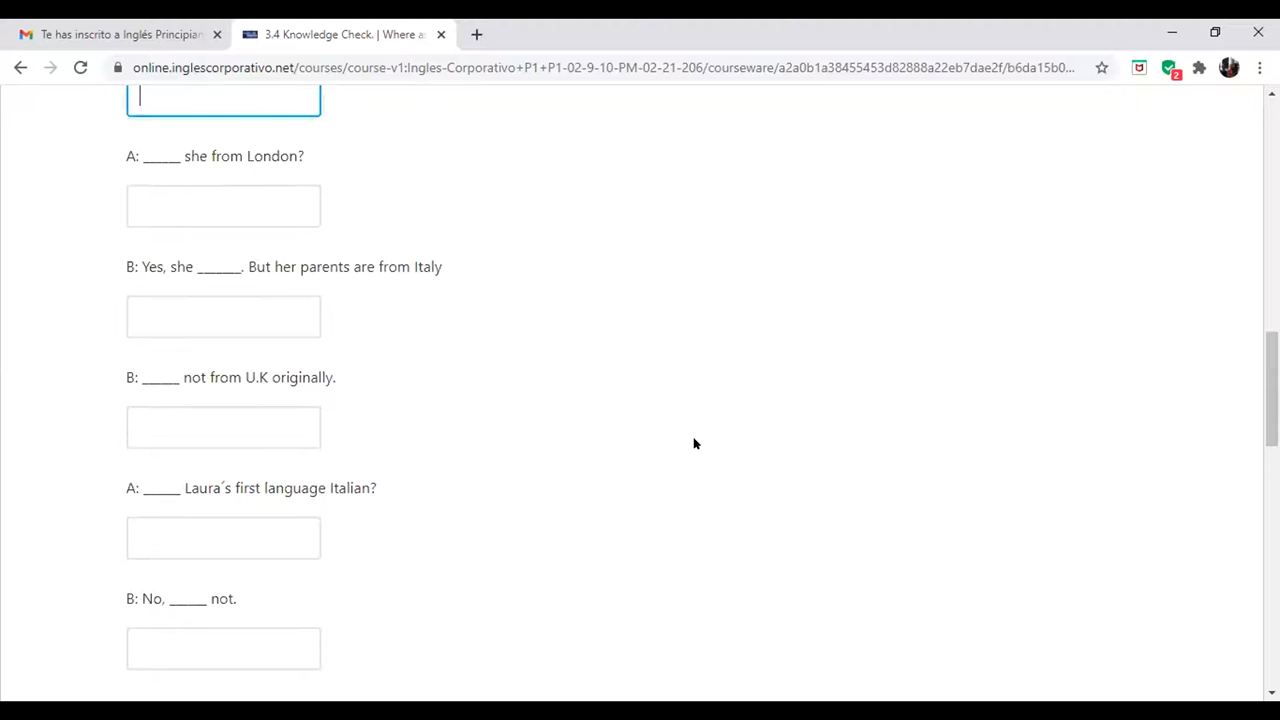 Te has inscrito a Inglés Principian
3.4 Knowledge Check. | Where a
online.inglescorporativo.net/courses/course-v1:Ingles-Corporativo+P1+P1-02-9-10-PM-02-21-206/courseware/a2a0b1a38455453d82888a22eb7dae2f/b6da15b0...
2
A: _____ she from London?
B: Yes, she ______. But her parents are from Italy
B: _____ not from U.K originally.
A: _____ Laura´s first language Italian?
B: No, _____ not.